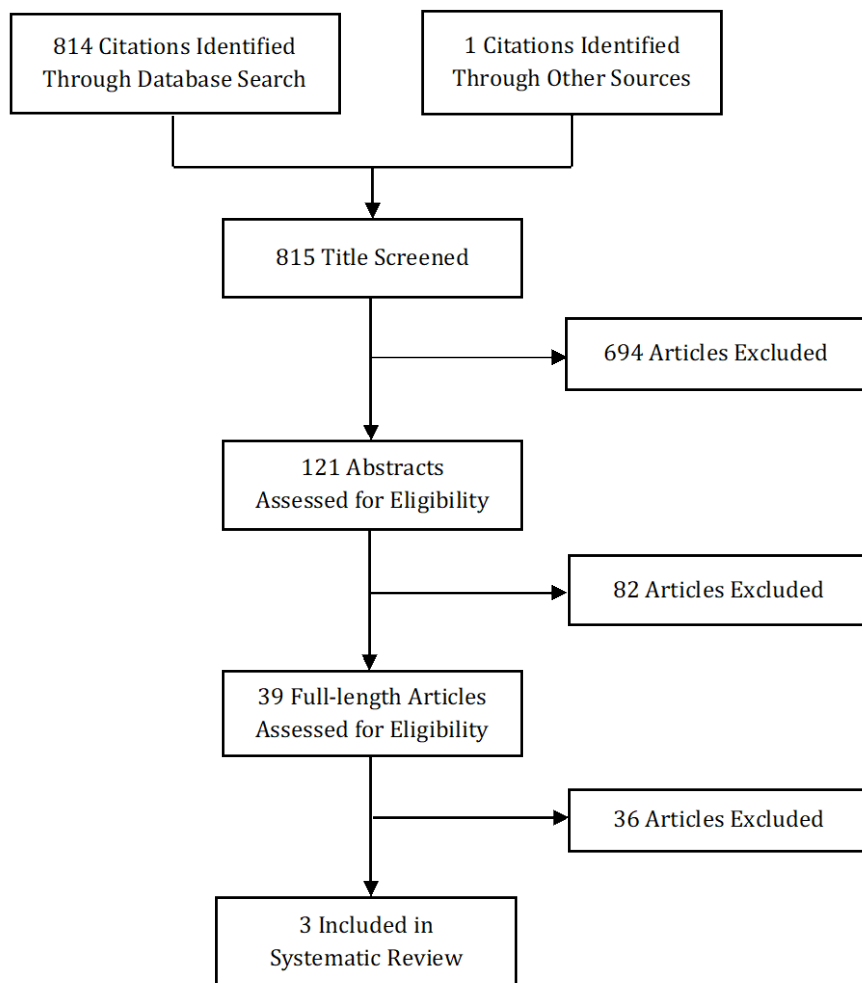 814 Citations Identified
Through Database Search
1 Citations Identified
Through Other Sources
815 Title Screened
694 Articles Excluded
121 Abstracts
Assessed for Eligibility
82 Articles Excluded
39 Full-length Articles
Assessed for Eligibility
36 Articles Excluded
3 Included in
Systematic Review